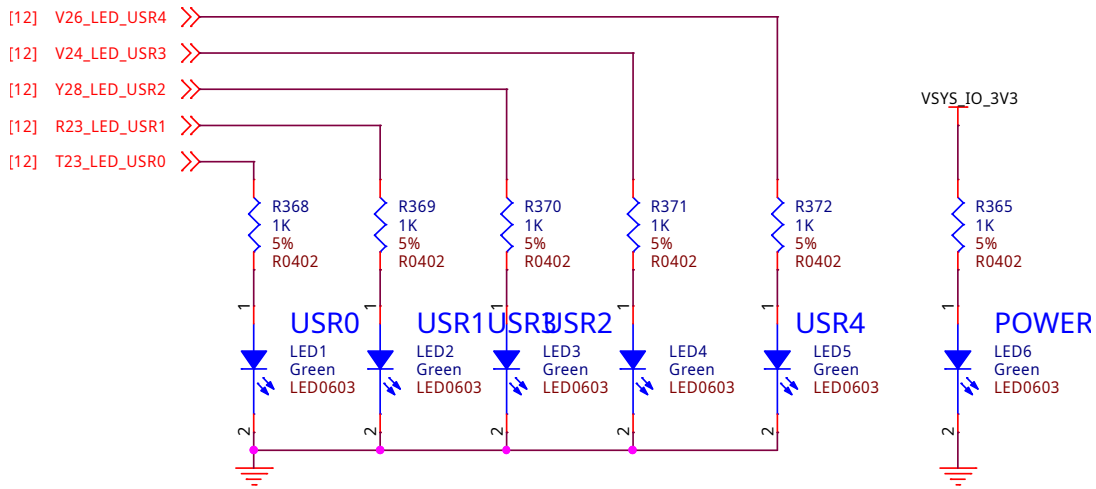 [12] V26_LED_USR4
[12] V24_LED_USR3
[12] Y28_LED_USR2
[12] R23_LED_USR1
[12] T23_LED_USR0
VSYS_IO_3V3
R368
1K
5%
R0402
R369
1K
5%
R0402
R370
1K
5%
R0402
R371
1K
5%
R0402
R372
1K
5%
R0402
R365
1K
5%
R0402
1
1
1
1
1
1
USR0
USR1
USR3
USR2
USR4
POWER
LED1
Green
LED0603
LED2
Green
LED0603
LED3
Green
LED0603
LED4
Green
LED0603
LED5
Green
LED0603
LED6
Green
LED0603
2
2
2
2
2
2